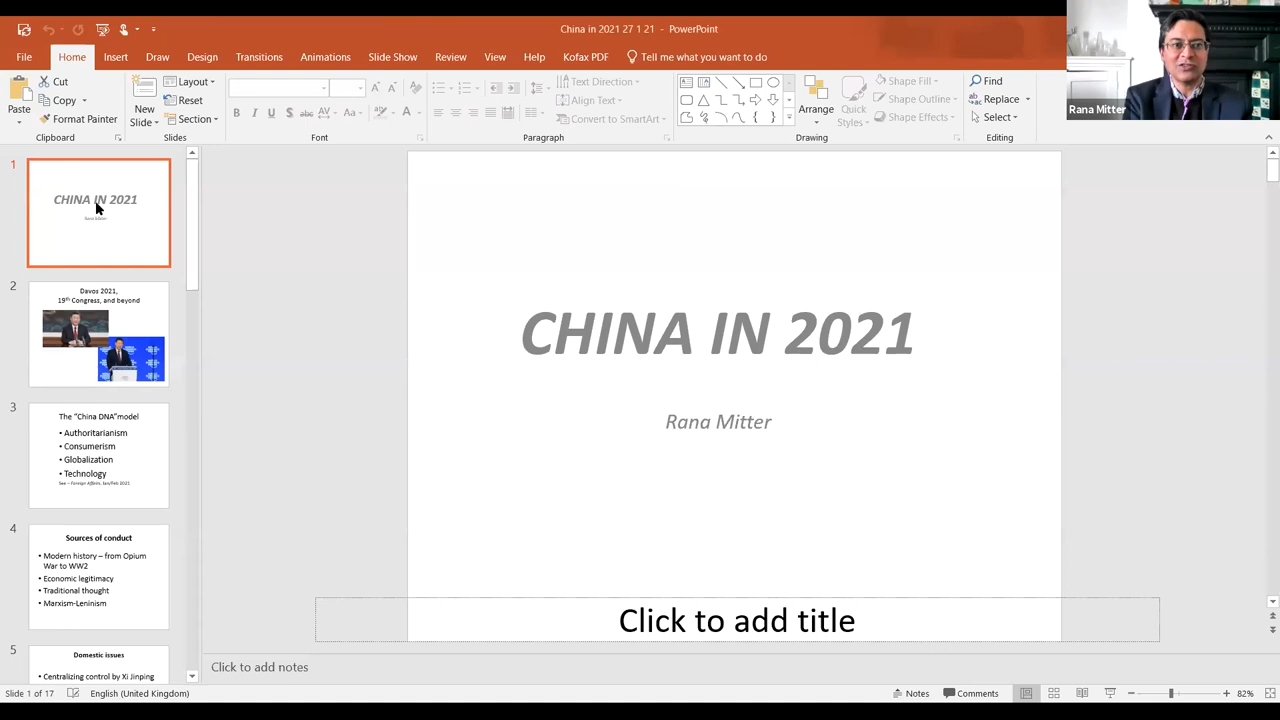 China in 2021 27 1 21 - PowerPoint
File Home Insert Draw Design Transitions Animations Slide Show Review View Help Kofax PDF Tell me what you want to do
Paste
Cut
Copy
Format Painter
Clipboard
New
Slide
Layout
Reset
Section
Slides
Font
Text Direction
Align Text
Convert to SmartArt
Paragraph
Arrange
Quick
Styles
Shape Fill
Shape Outline
Shape Effects
Drawing
Find
Replace
Select
Editing
Rana Mitter
1
CHINA IN 2021
Rana Mitter
2
Davos 2021,
19th Congress, and beyond
3
The “China DNA”model
• Authoritarianism
• Consumerism
• Globalization
• Technology
See – Foreign Affairs, Jan/Feb 2021
4
Sources of conduct
• Modern history – from Opium
War to WW2
• Economic legitimacy
• Traditional thought
• Marxism-Leninism
5
Domestic issues
• Centralizing control by Xi Jinping
CHINA IN 2021
Rana Mitter
Click to add title
Click to add notes
Slide 1 of 17 English (United Kingdom) Notes Comments 82%